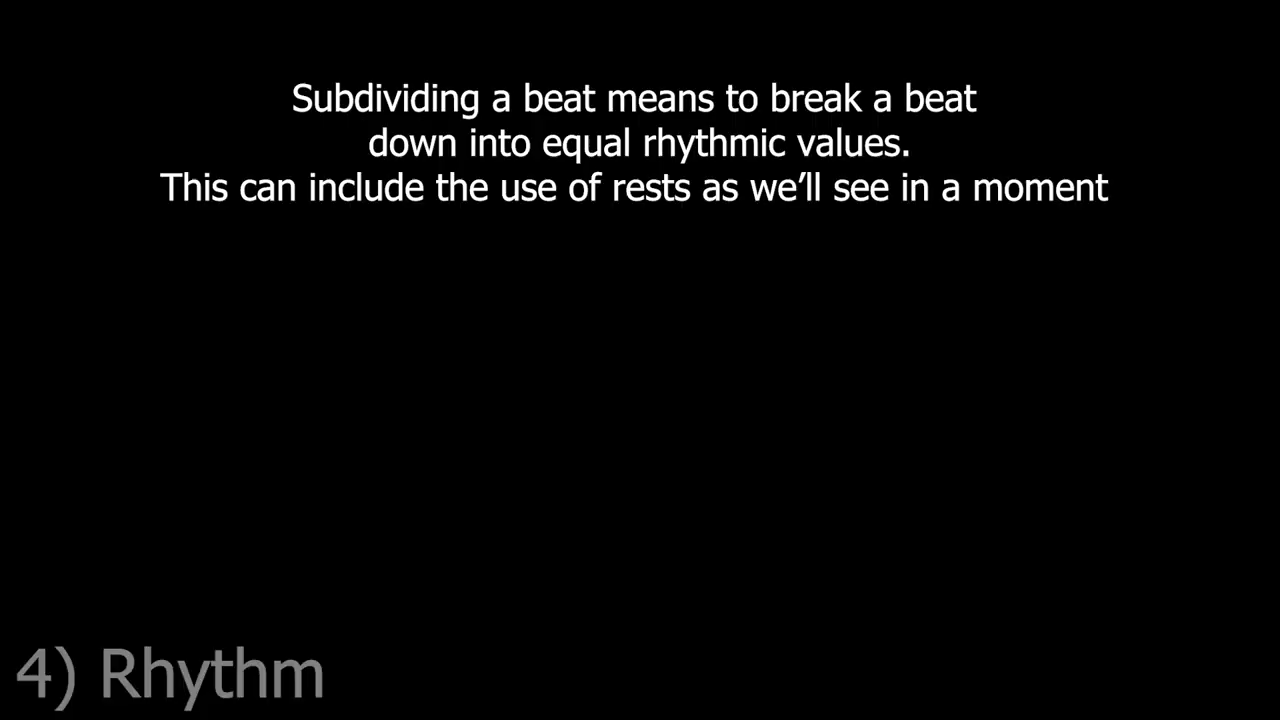 Subdividing a beat means to break a beat
down into equal rhythmic values.
This can include the use of rests as we’ll see in a moment
4) Rhythm